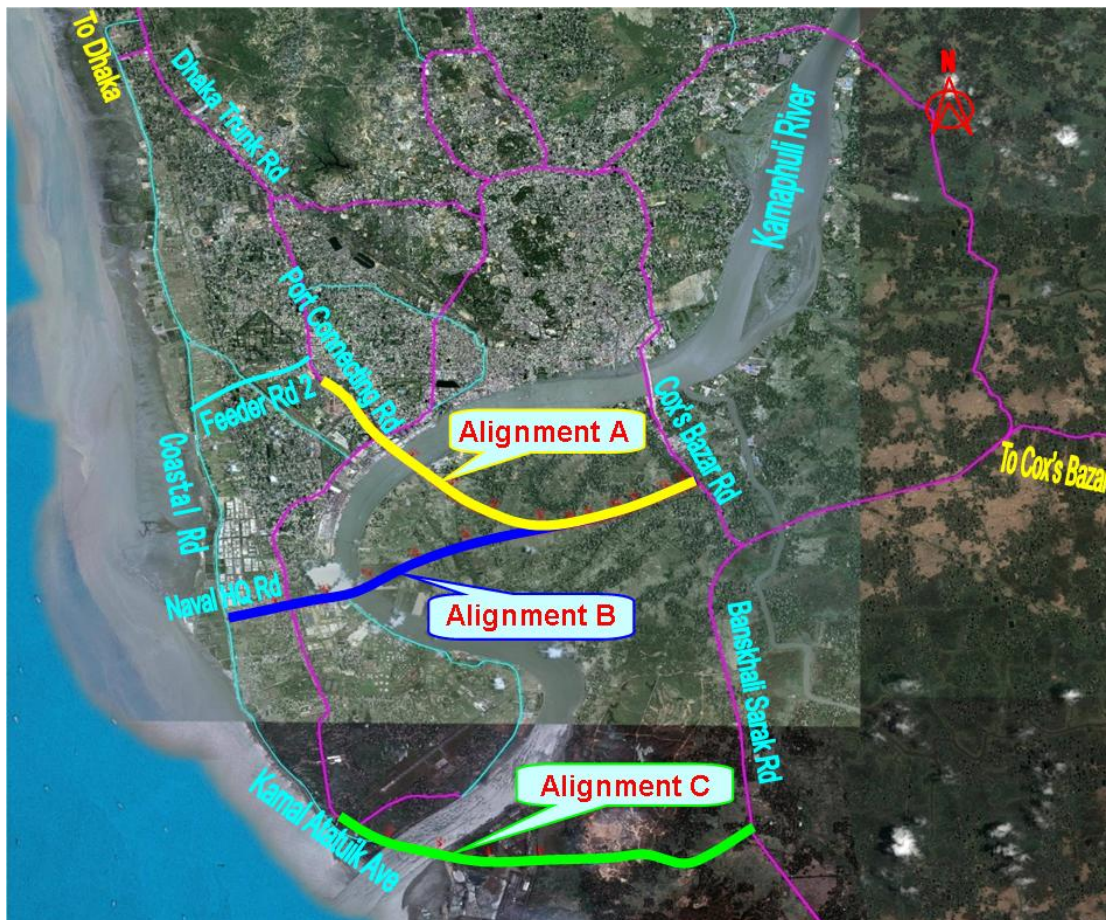 To Dhaka
N
Dhaka Trunk Rd
Karnaphuli River
Port Connecting Rd
Feeder Rd 2
Cox's Bazar Rd
Alignment A
To Cox's Bazar
Coastal Rd
Naval HQ Rd
Alignment B
Banskhali Sarak Rd
Alignment C
Kamal Atatuik Ave